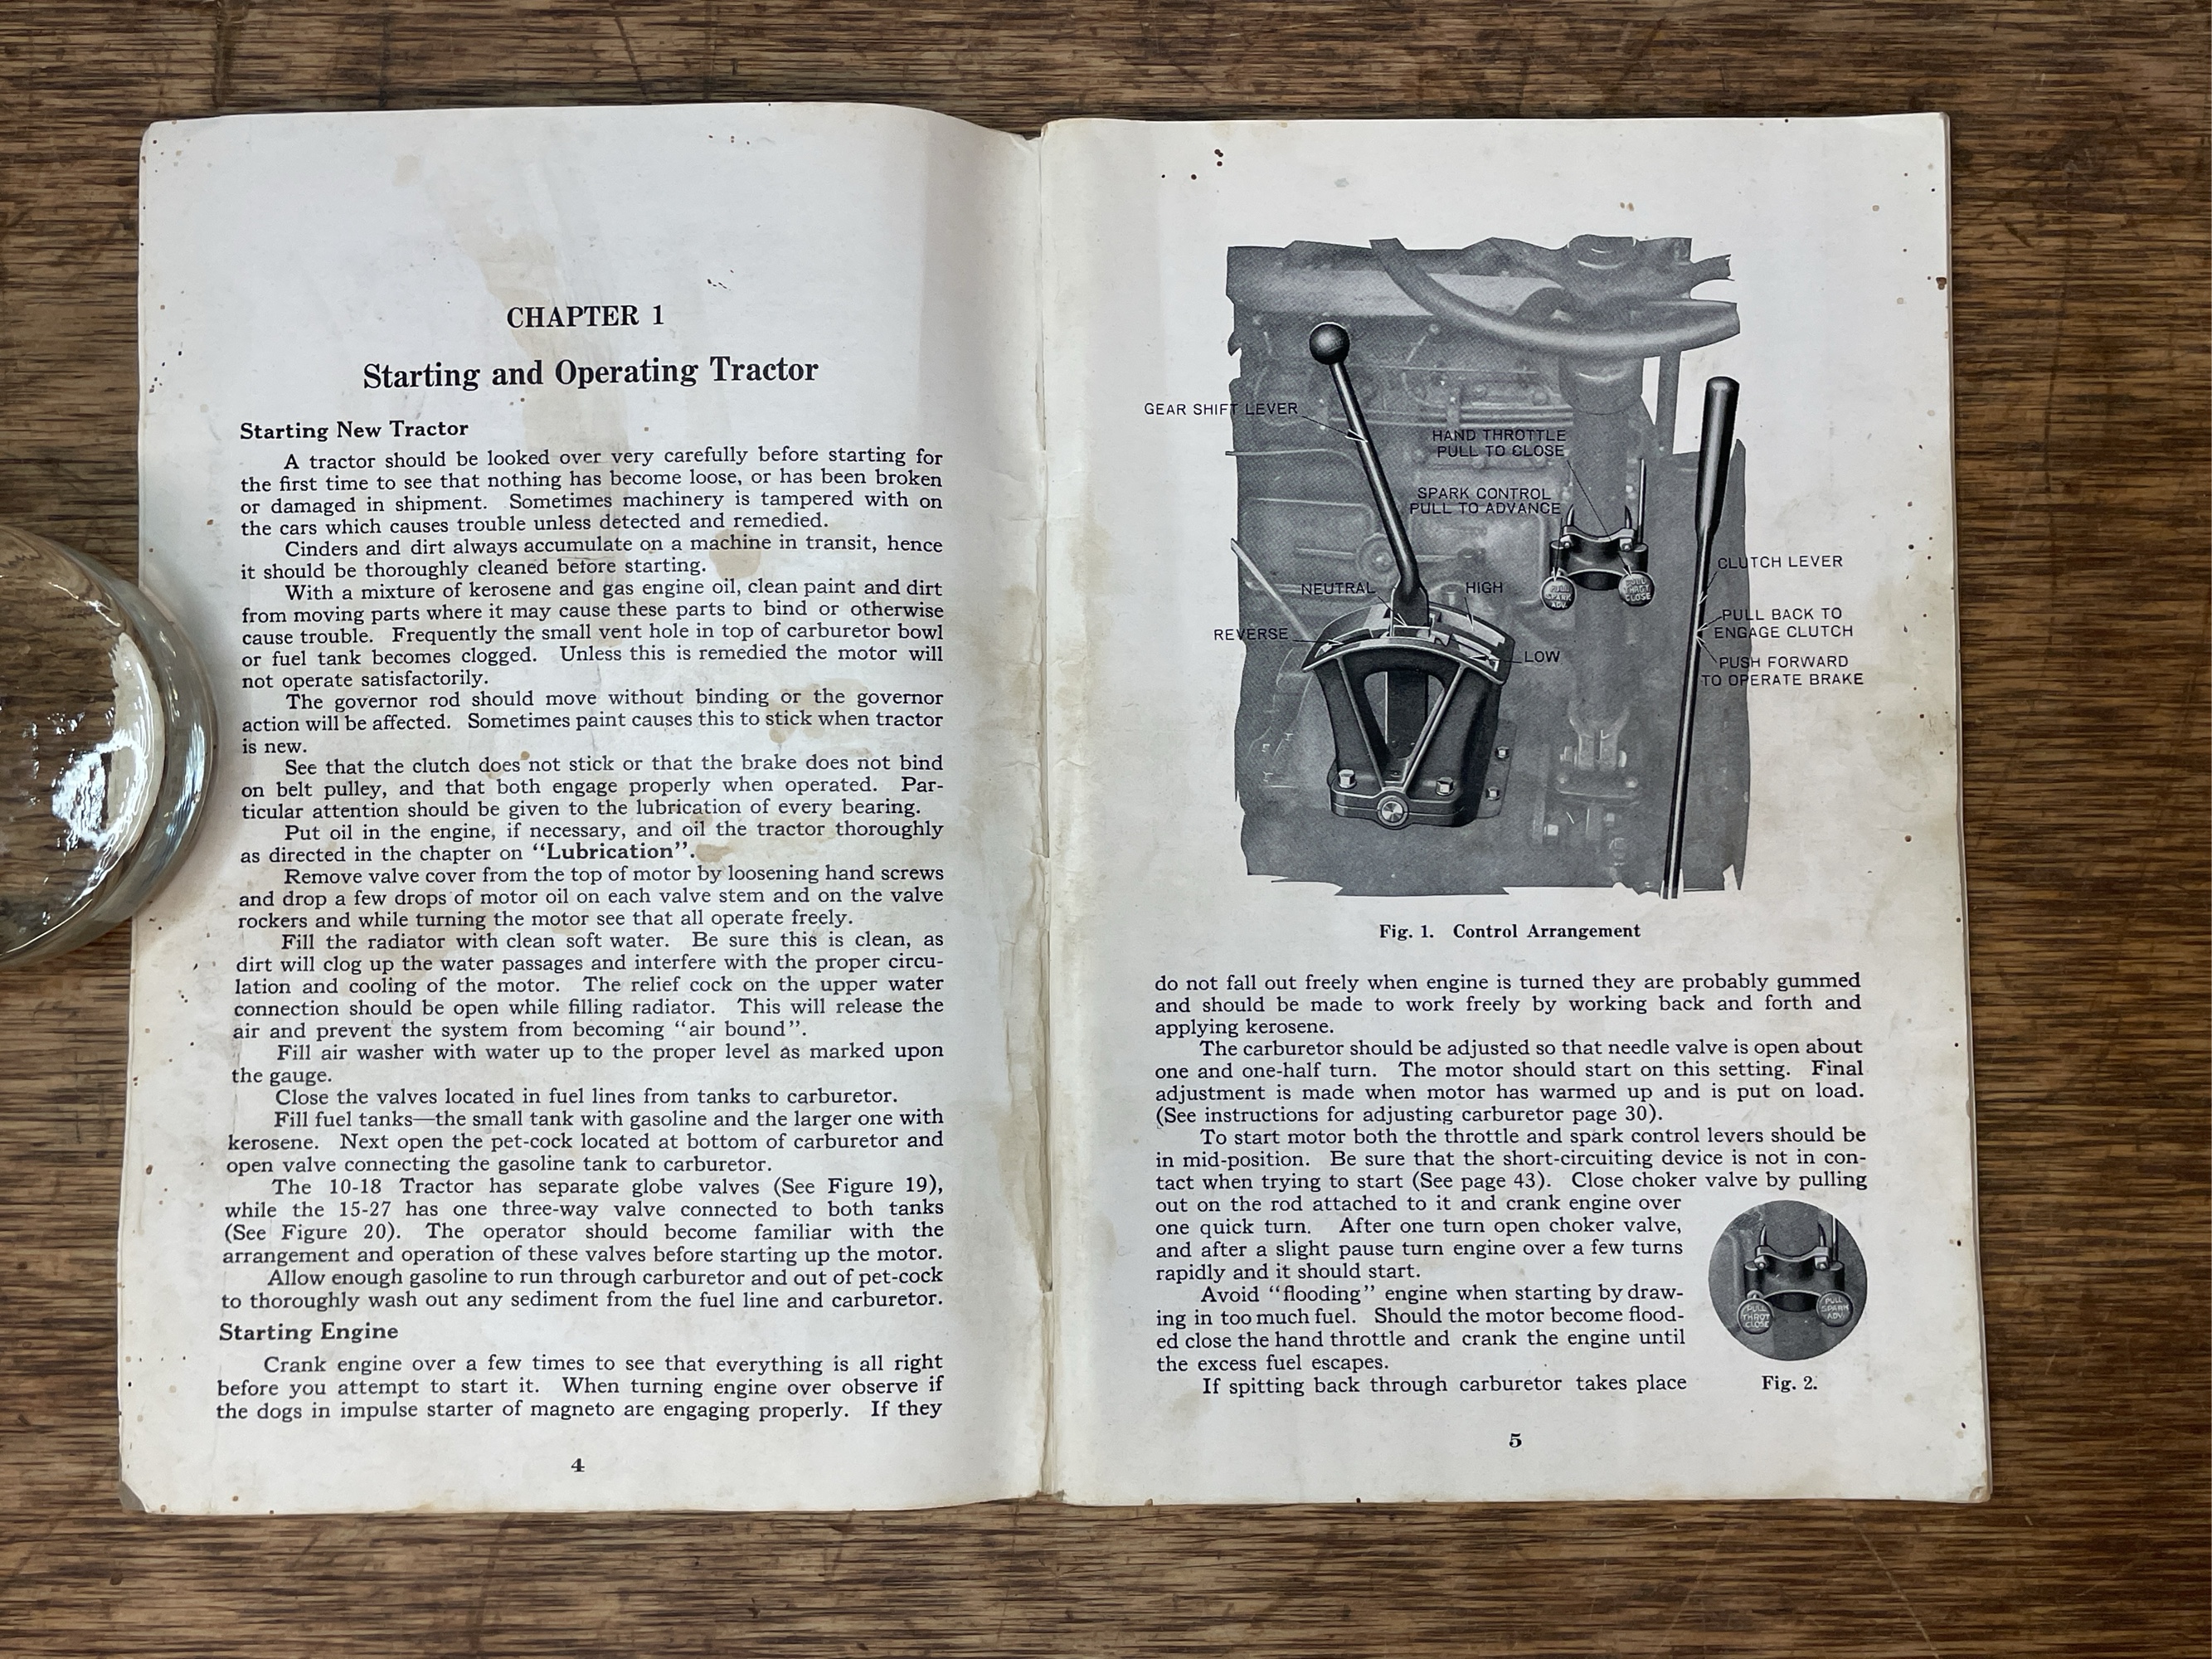 CHAPTER 1
Starting and Operating Tractor
Starting New Tractor
A tractor should be looked over very carefully before starting for
the first time to see that nothing has become loose, or has been broken
or damaged in shipment. Sometimes machinery is tampered with on
the cars which causes trouble unless detected and remedied.
Cinders and dirt always accumulate on a machine in transit, hence
it should be thoroughly cleaned before starting.
With a mixture of kerosene and gas engine oil, clean paint and dirt
from moving parts where it may cause these parts to bind or otherwise
cause trouble. Frequently the small vent hole in top of carburetor bowl
or fuel tank becomes clogged. Unless this is remedied the motor will
not operate satisfactorily.
The governor rod should move without binding or the governor
action will be affected. Sometimes paint causes this to stick when tractor
is new.
See that the clutch does not stick or that the brake does not bind
on belt pulley, and that both engage properly when operated. Par-
ticular attention should be given to the lubrication of every bearing.
Put oil in the engine, if necessary, and oil the tractor thoroughly
as directed in the chapter on "Lubrication".
Remove valve cover from the top of motor by loosening hand screws
and drop a few drops of motor oil on each valve stem and on the valve
rockers and while turning the motor see that all operate freely.
Fill the radiator with clean soft water. Be sure this is clean, as
dirt will clog up the water passages and interfere with the proper circu-
lation and cooling of the motor. The relief cock on the upper water
connection should be open while filling radiator. This will release the
air and prevent the system from becoming "air bound".
Fill air washer with water up to the proper level as marked upon
the gauge.
Close the valves located in fuel lines from tanks to carburetor.
Fill fuel tanks—the small tank with gasoline and the larger one with
kerosene. Next open the pet-cock located at bottom of carburetor and
open valve connecting the gasoline tank to carburetor.
The 10-18 Tractor has separate globe valves (See Figure 19),
while the 15-27 has one three-way valve connected to both tanks
(See Figure 20). The operator should become familiar with the
arrangement and operation of these valves before starting up the motor.
Allow enough gasoline to run through carburetor and out of pet-cock
to thoroughly wash out any sediment from the fuel line and carburetor.
Starting Engine
Crank engine over a few times to see that everything is all right
before you attempt to start it. When turning engine over observe if
the dogs in impulse starter of magneto are engaging properly. If they
4
GEAR SHIFT LEVER
HAND THROTTLE
PULL TO CLOSE
SPARK CONTROL
PULL TO ADVANCE
CLUTCH LEVER
NEUTRAL
HIGH
PULL
SPARK
ADV.
PULL
THROT
CLOSE
PULL BACK TO
ENGAGE CLUTCH
REVERSE
LOW
PUSH FORWARD
TO OPERATE BRAKE
Fig. 1. Control Arrangement
do not fall out freely when engine is turned they are probably gummed
and should be made to work freely by working back and forth and
applying kerosene.
The carburetor should be adjusted so that needle valve is open about
one and one-half turn. The motor should start on this setting. Final
adjustment is made when motor has warmed up and is put on load.
(See instructions for adjusting carburetor page 30).
To start motor both the throttle and spark control levers should be
in mid-position. Be sure that the short-circuiting device is not in con-
tact when trying to start (See page 43). Close choker valve by pulling
out on the rod attached to it and crank engine over
one quick turn. After one turn open choker valve,
and after a slight pause turn engine over a few turns
rapidly and it should start.
Avoid "flooding" engine when starting by draw-
ing in too much fuel. Should the motor become flood-
ed close the hand throttle and crank the engine until
the excess fuel escapes.
If spitting back through carburetor takes place
PULL
THROT
CLOSE
PULL
SPARK
ADV.
Fig. 2.
5